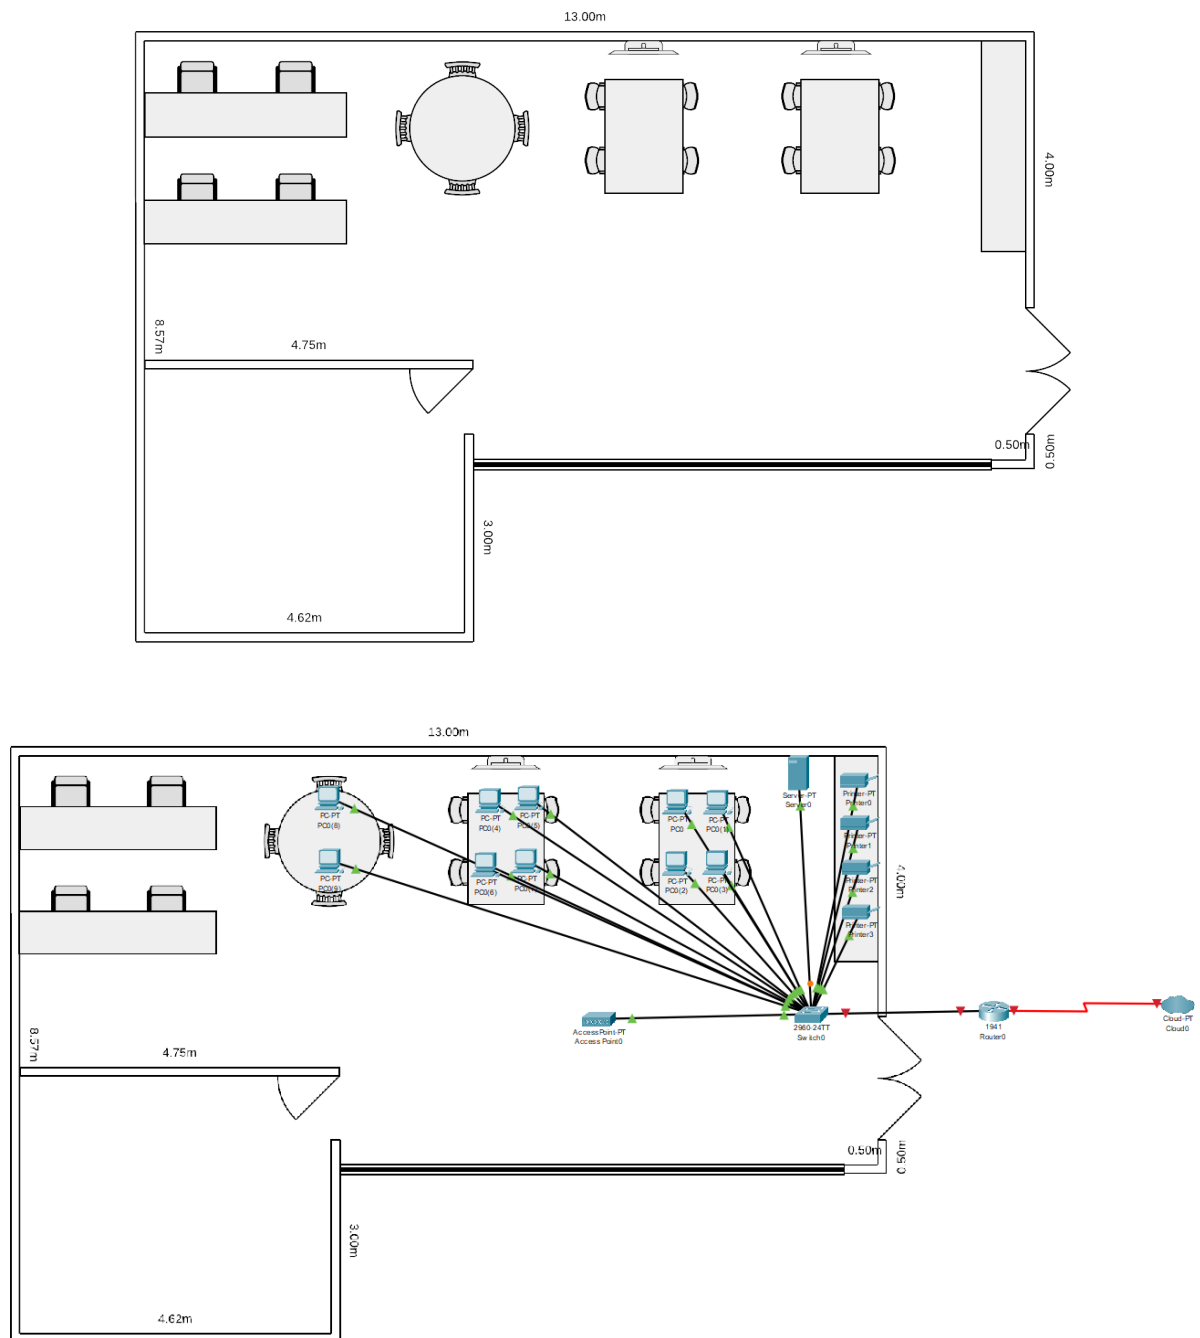 13.00m
4.00m
8.57m
4.75m
0.50m
0.50m
3.00m
4.62m
13.00m
Server-PT
Server0
Printer-PT
Printer0
PC-PT
PC0(8)
PC-PT
PC0(4)
PC-PT
PC0(5)
PC-PT
PC0
PC-PT
PC0(1)
Printer-PT
Printer1
PC-PT
PC0(9)
PC-PT
PC0(6)
PC-PT
PC-PT
PC0(2)
PC-PT
PC0(3)
Printer-PT
Printer2
4.00m
Printer-PT
Printer3
AccessPoint-PT
Access Point0
2960-24TT
Switch0
1941
Router0
Cloud-PT
Cloud0
8.57m
4.75m
0.50m
0.50m
3.00m
4.62m